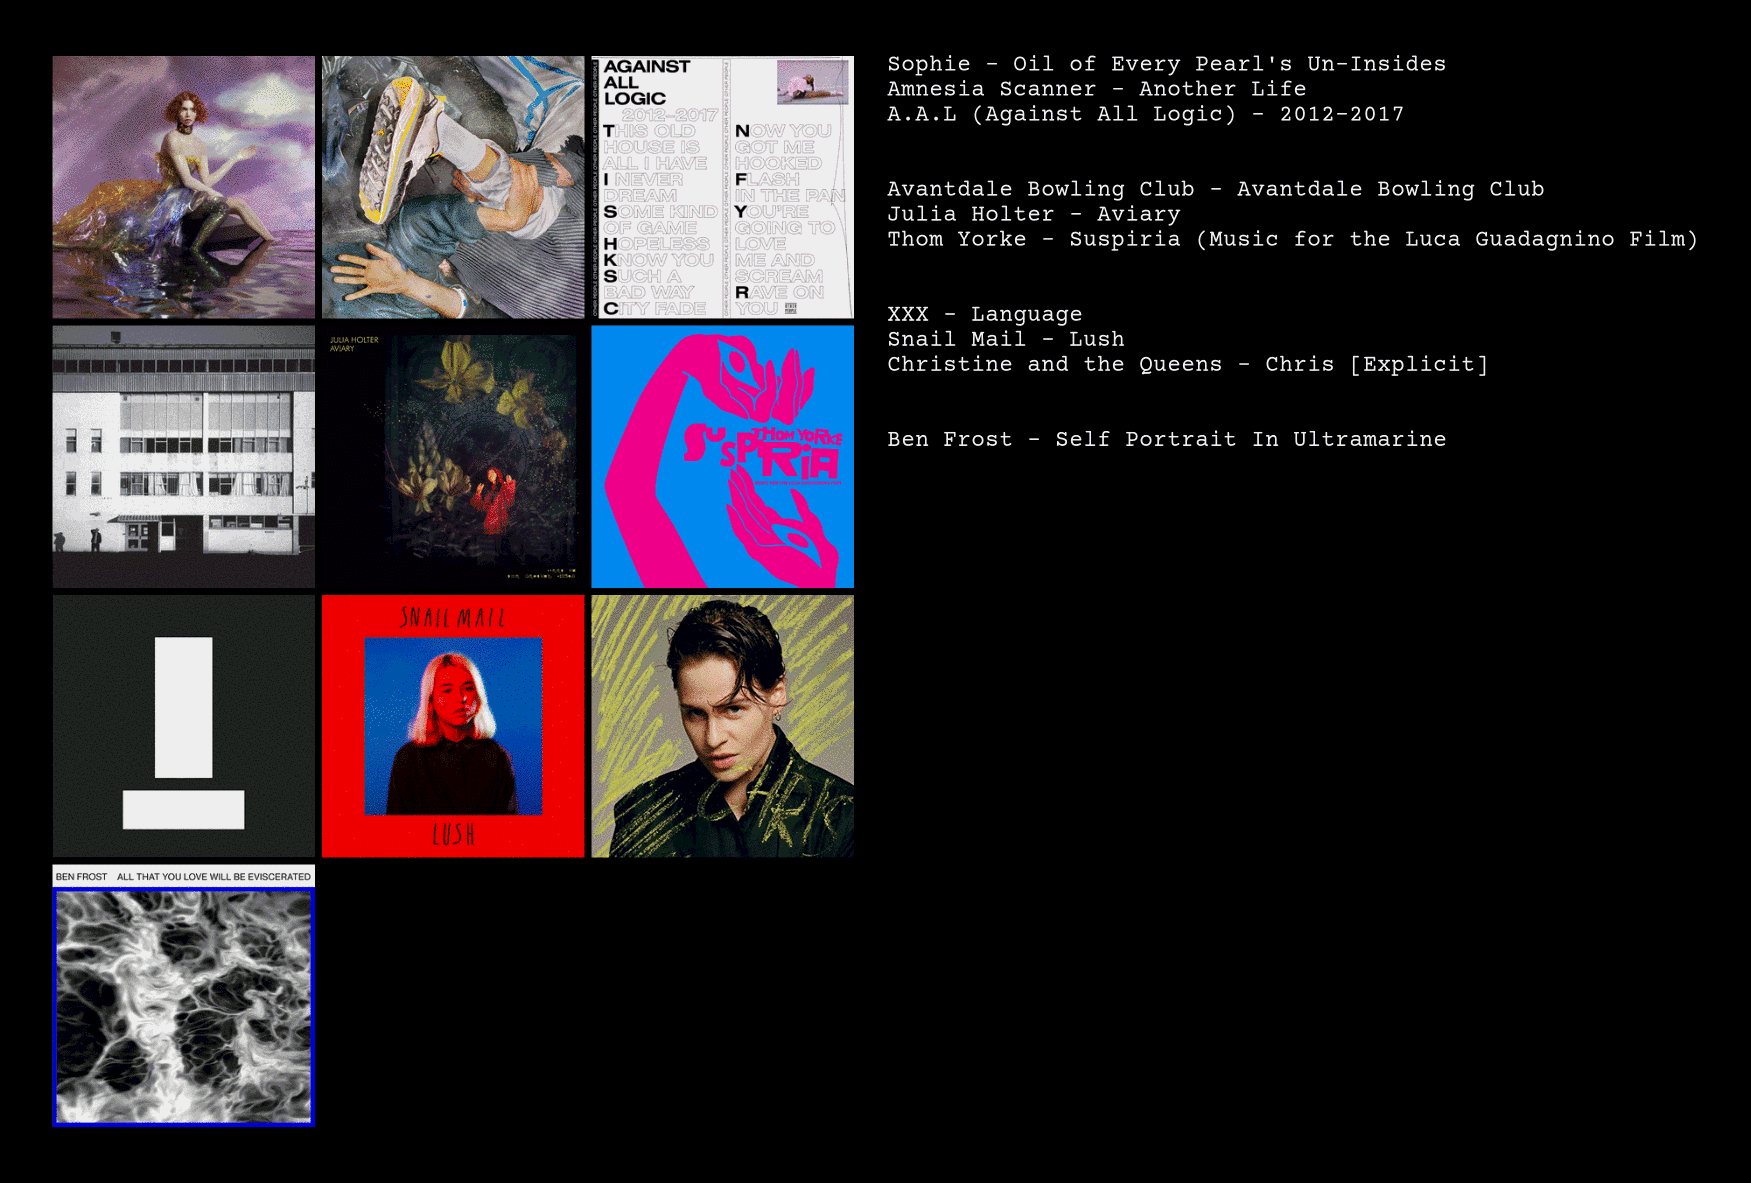 AGAINST
ALL
LOGIC
2012–2017
THIS OLD
HOUSE IS
ALL I HAVE
I NEVER
DREAM
SOME KIND
OF GAME
HOPELESS
KNOW YOU
SUCH A
BAD WAY
CITY FADE
NOW YOU
GOT ME
HOOKED
FLASH
IN THE PAN
YOU'RE
GOING TO
LOVE
ME AND
SCREAM
RAVE ON
YOU
JULIA HOLTER
AVIARY
THOM YORKE
SUSPIRIA
SNAIL MAIL
LUSH
CHRIS
BEN FROST ALL THAT YOU LOVE WILL BE EVISCERATED
Sophie - Oil of Every Pearl's Un-Insides
Amnesia Scanner - Another Life
A.A.L (Against All Logic) - 2012-2017
Avantdale Bowling Club - Avantdale Bowling Club
Julia Holter - Aviary
Thom Yorke - Suspiria (Music for the Luca Guadagnino Film)
XXX - Language
Snail Mail - Lush
Christine and the Queens - Chris [Explicit]
Ben Frost - Self Portrait In Ultramarine